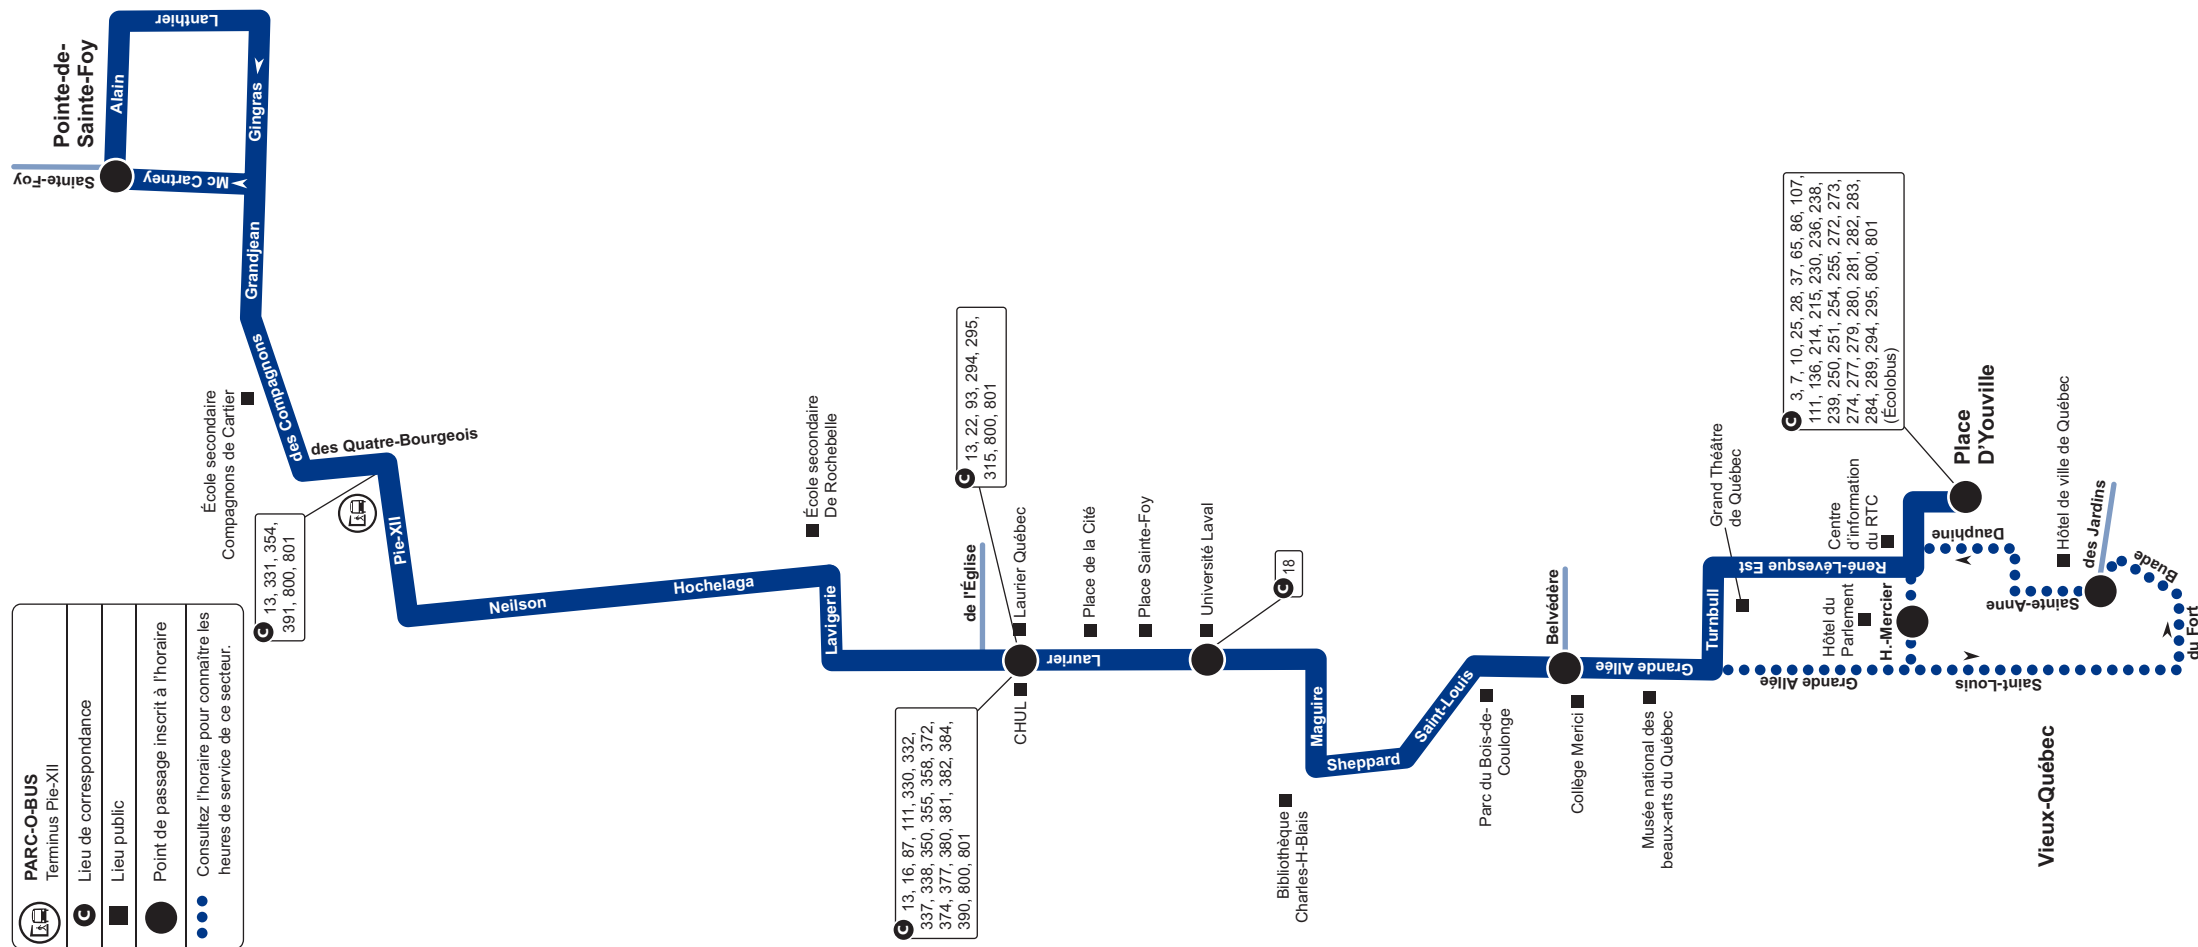 PARC-O-BUS
Terminus Pie-XII
C
Lieu de correspondance
Lieu public
Point de passage inscrit à l'horaire
Consultez l'horaire pour connaître les
heures de service de ce secteur.
Pointe-de-
Sainte-Foy
Sainte-Foy
Alain
Lanthier
Gingras
Mc Cartney
Grandjean
des Compagnons
École secondaire
Compagnons de Cartier
des Quatre-Bourgeois
C 13, 331, 354,
391, 800, 801
Pie-XII
Neilson
Hochelaga
École secondaire
De Rochebelle
Lavigerie
de l'Église
C 13, 22, 93, 294, 295,
315, 800, 801
Laurier Québec
CHUL
C 13, 16, 87, 111, 330, 332,
337, 338, 350, 355, 358, 372,
374, 377, 380, 381, 382, 384,
390, 800, 801
Laurier
Place de la Cité
Place Sainte-Foy
Université Laval
C 18
Maguire
Bibliothèque
Charles-H-Blais
Sheppard
Saint-Louis
Parc du Bois-de-
Coulonge
Belvédère
Collège Merici
Grande Allée
Musée national des
beaux-arts du Québec
Turnbull
Grand Théâtre
de Québec
René-Lévesque Est
Hôtel du
Parlement
H.-Mercier
Centre
d'information
du RTC
C 3, 7, 10, 25, 28, 37, 65, 86, 107,
111, 136, 214, 215, 230, 236, 238,
239, 250, 251, 254, 255, 272, 273,
274, 277, 279, 280, 281, 282, 283,
284, 289, 294, 295, 800, 801
(Écolobus)
Place
D'Youville
Dauphine
Sainte-Anne
Hôtel de ville de Québec
des Jardins
Buade
du Fort
Grande Allée
Saint-Louis
Vieux-Québec